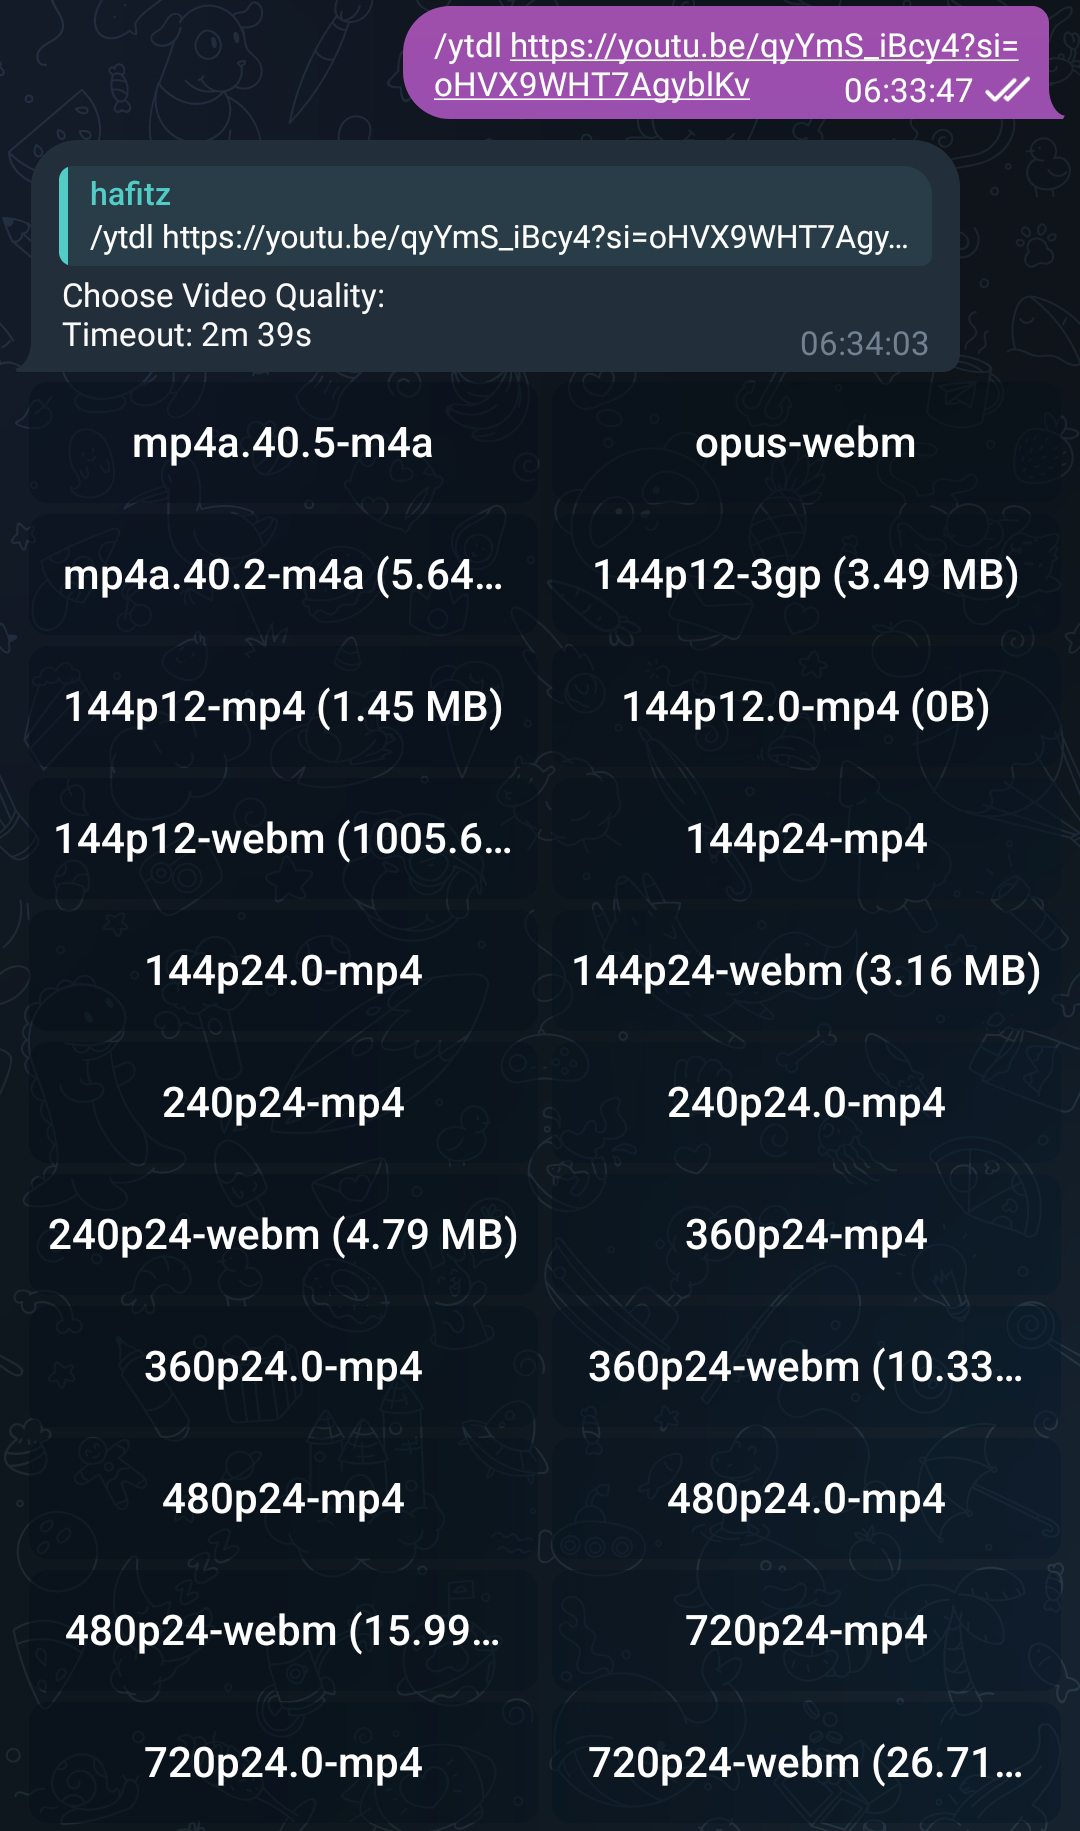 /ytdl https://youtu.be/qyYmS_iBcy4?si=
oHVX9WHT7AgyblKv
06:33:47
hafitz
/ytdl https://youtu.be/qyYmS_iBcy4?si=oHVX9WHT7Agy...
Choose Video Quality:
Timeout: 2m 39s
06:34:03
mp4a.40.5-m4a
opus-webm
mp4a.40.2-m4a (5.64...
144p12-3gp (3.49 MB)
144p12-mp4 (1.45 MB)
144p12.0-mp4 (0B)
144p12-webm (1005.6...
144p24-mp4
144p24.0-mp4
144p24-webm (3.16 MB)
240p24-mp4
240p24.0-mp4
240p24-webm (4.79 MB)
360p24-mp4
360p24.0-mp4
360p24-webm (10.33...
480p24-mp4
480p24.0-mp4
480p24-webm (15.99...
720p24-mp4
720p24.0-mp4
720p24-webm (26.71...